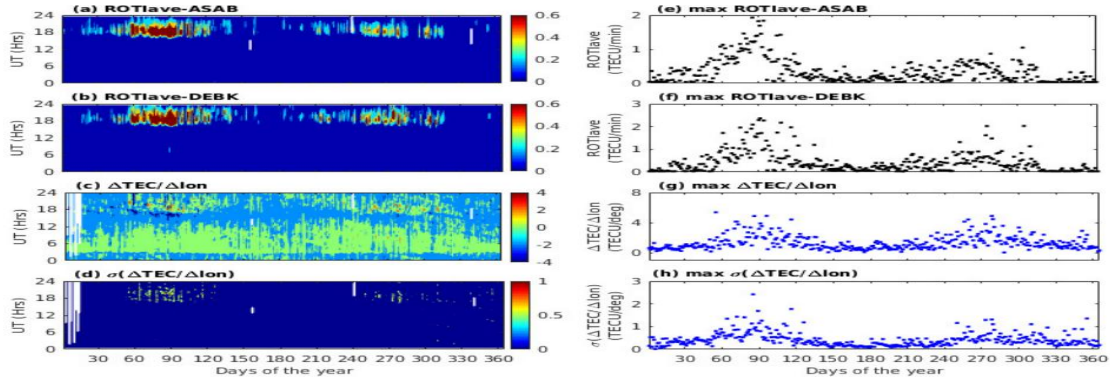 (a) ROTIave-ASAB
24
18
12
6
0
UT (Hrs)
0.6
0.4
0.2
0
(b) ROTIave-DEBK
24
18
12
6
0
UT (Hrs)
0.6
0.4
0.2
0
(c) ΔTEC/Δlon
24
18
12
6
0
UT (Hrs)
4
2
0
-2
-4
(d) σ(ΔTEC/Δlon)
24
18
12
6
0
UT (Hrs)
1
0.5
0
30 90 150 210 270 330
Days of the year
(e) max ROTIave-ASAB
2
1
0
ROTIave
(TECU/min)
(f) max ROTIave-DEBK
3
2
1
0
ROTIave
(TECU/min)
(g) max ΔTEC/Δlon
8
4
0
ΔTEC/Δlon
(TECU/deg)
(h) max σ(ΔTEC/Δlon)
3
2
1
0
σ(ΔTEC/Δlon)
(TECU/deg)
30 60 90 120 150 180 210 240 270 300 330 360
Days of the year